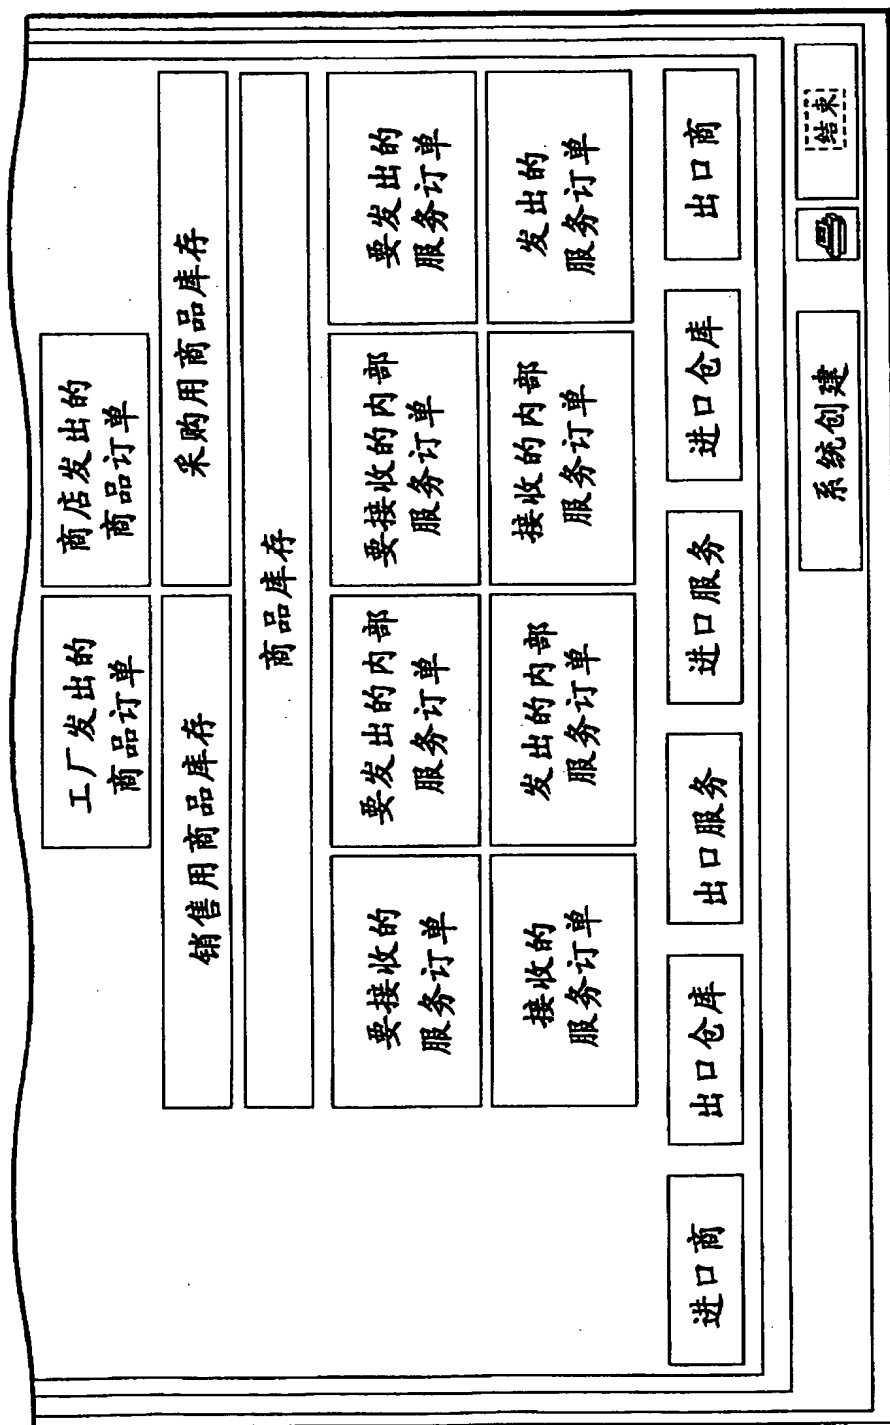 工厂发出的
商品订单
商店发出的
商品订单
销售用商品库存
采购用商品库存
商品库存
要接收的
服务订单
要发出的内部
服务订单
要接收的内部
服务订单
要发出的
服务订单
接收的
服务订单
发出的内部
服务订单
接收的内部
服务订单
发出的
服务订单
进口商
出口仓库
出口服务
进口服务
进口仓库
出口商
系统创建
结束